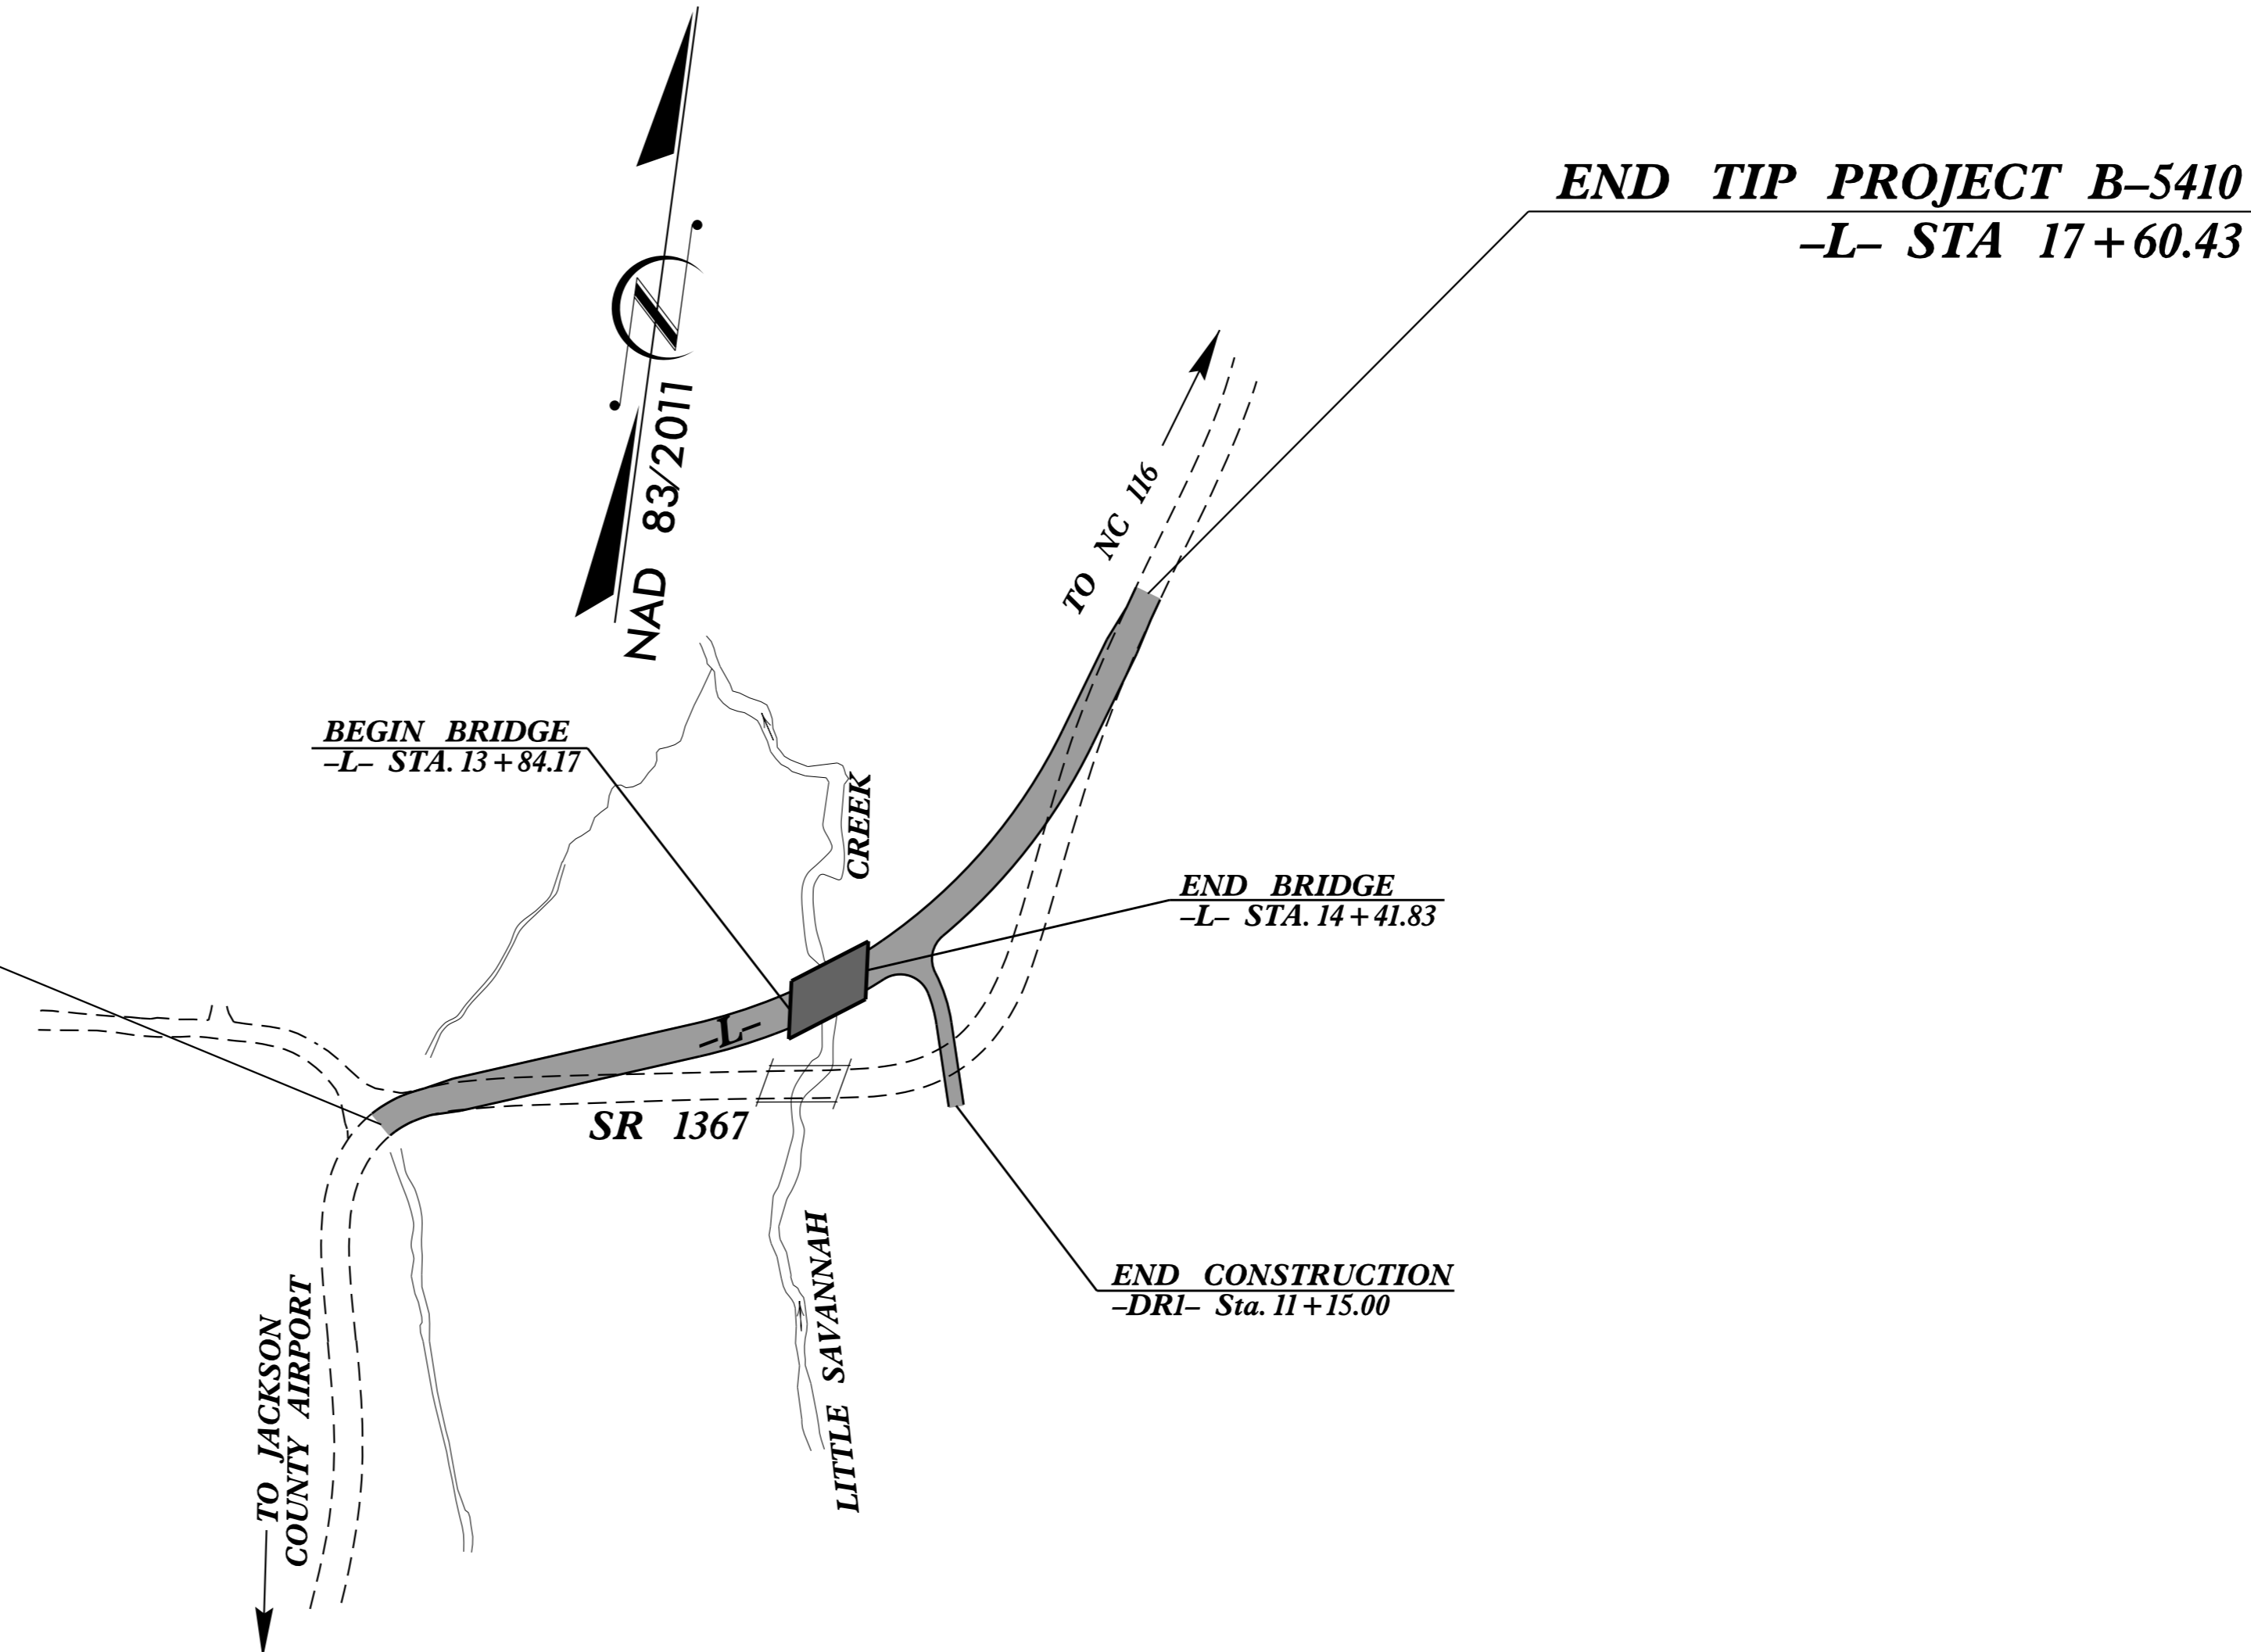 END TIP PROJECT B–5410
–L– STA 17+60.43
N
NAD 83/2011
TO NC 116
BEGIN BRIDGE
–L– STA. 13+84.17
CREEK
END BRIDGE
–L– STA. 14+41.83
–L–
SR 1367
LITTLE SAVANNAH
END CONSTRUCTION
–DR1– Sta. 11+15.00
TO JACKSON
COUNTY AIRPORT